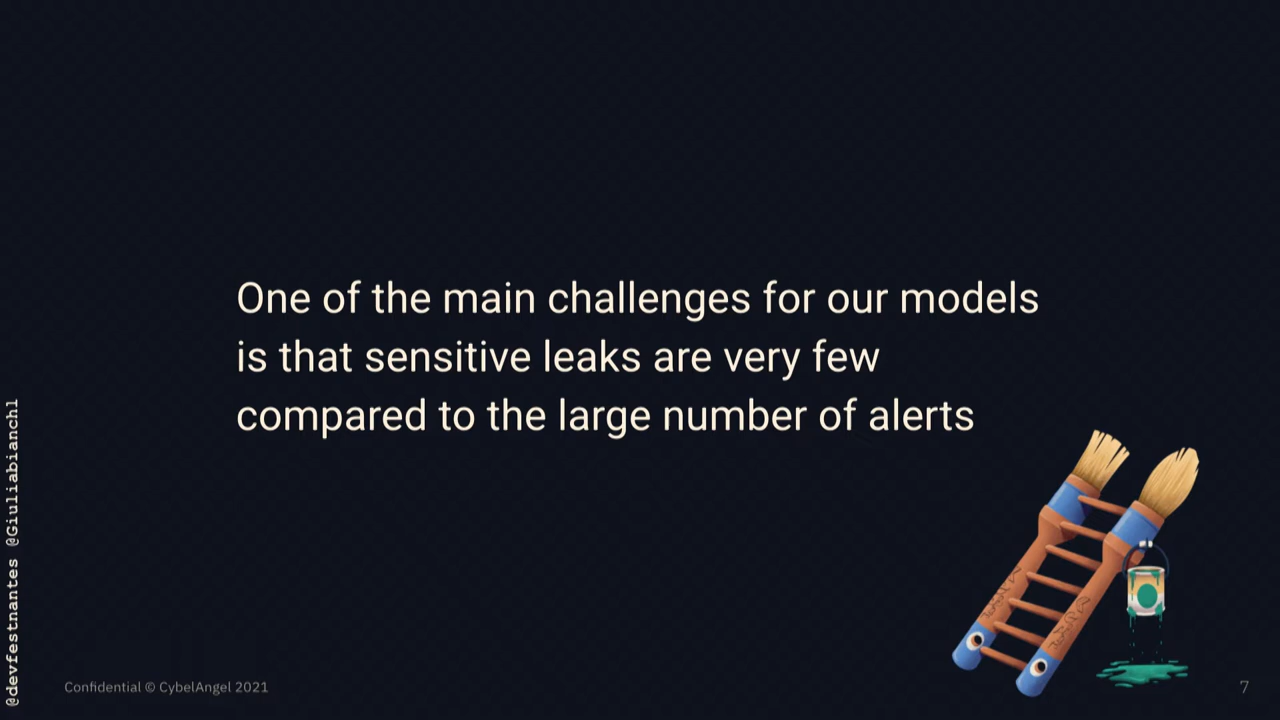 One of the main challenges for our models
is that sensitive leaks are very few
compared to the large number of alerts
@devfestnantes @Giuliabianchl
Confidential © CybelAngel 2021
7